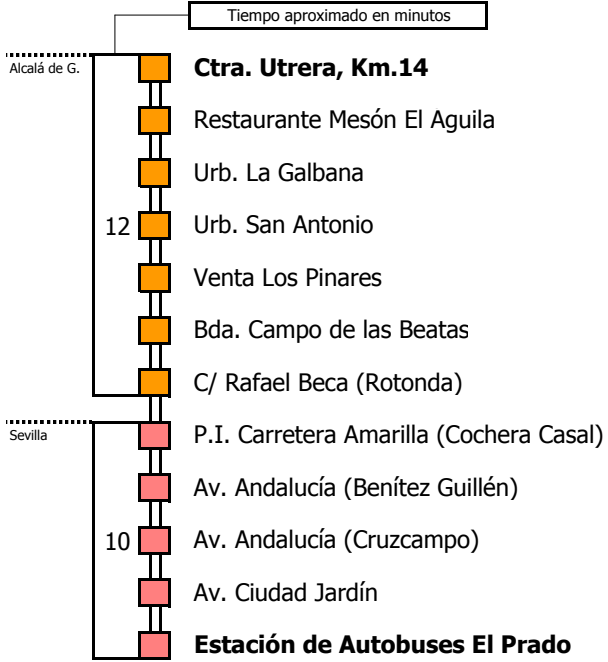 Tiempo aproximado en minutos
Alcalá de G.
Ctra. Utrera, Km.14
Restaurante Mesón El Aguila
Urb. La Galbana
12
Urb. San Antonio
Venta Los Pinares
Bda. Campo de las Beatas
C/ Rafael Beca (Rotonda)
Sevilla
P.I. Carretera Amarilla (Cochera Casal)
Av. Andalucía (Benítez Guillén)
10
Av. Andalucía (Cruzcampo)
Av. Ciudad Jardín
Estación de Autobuses El Prado